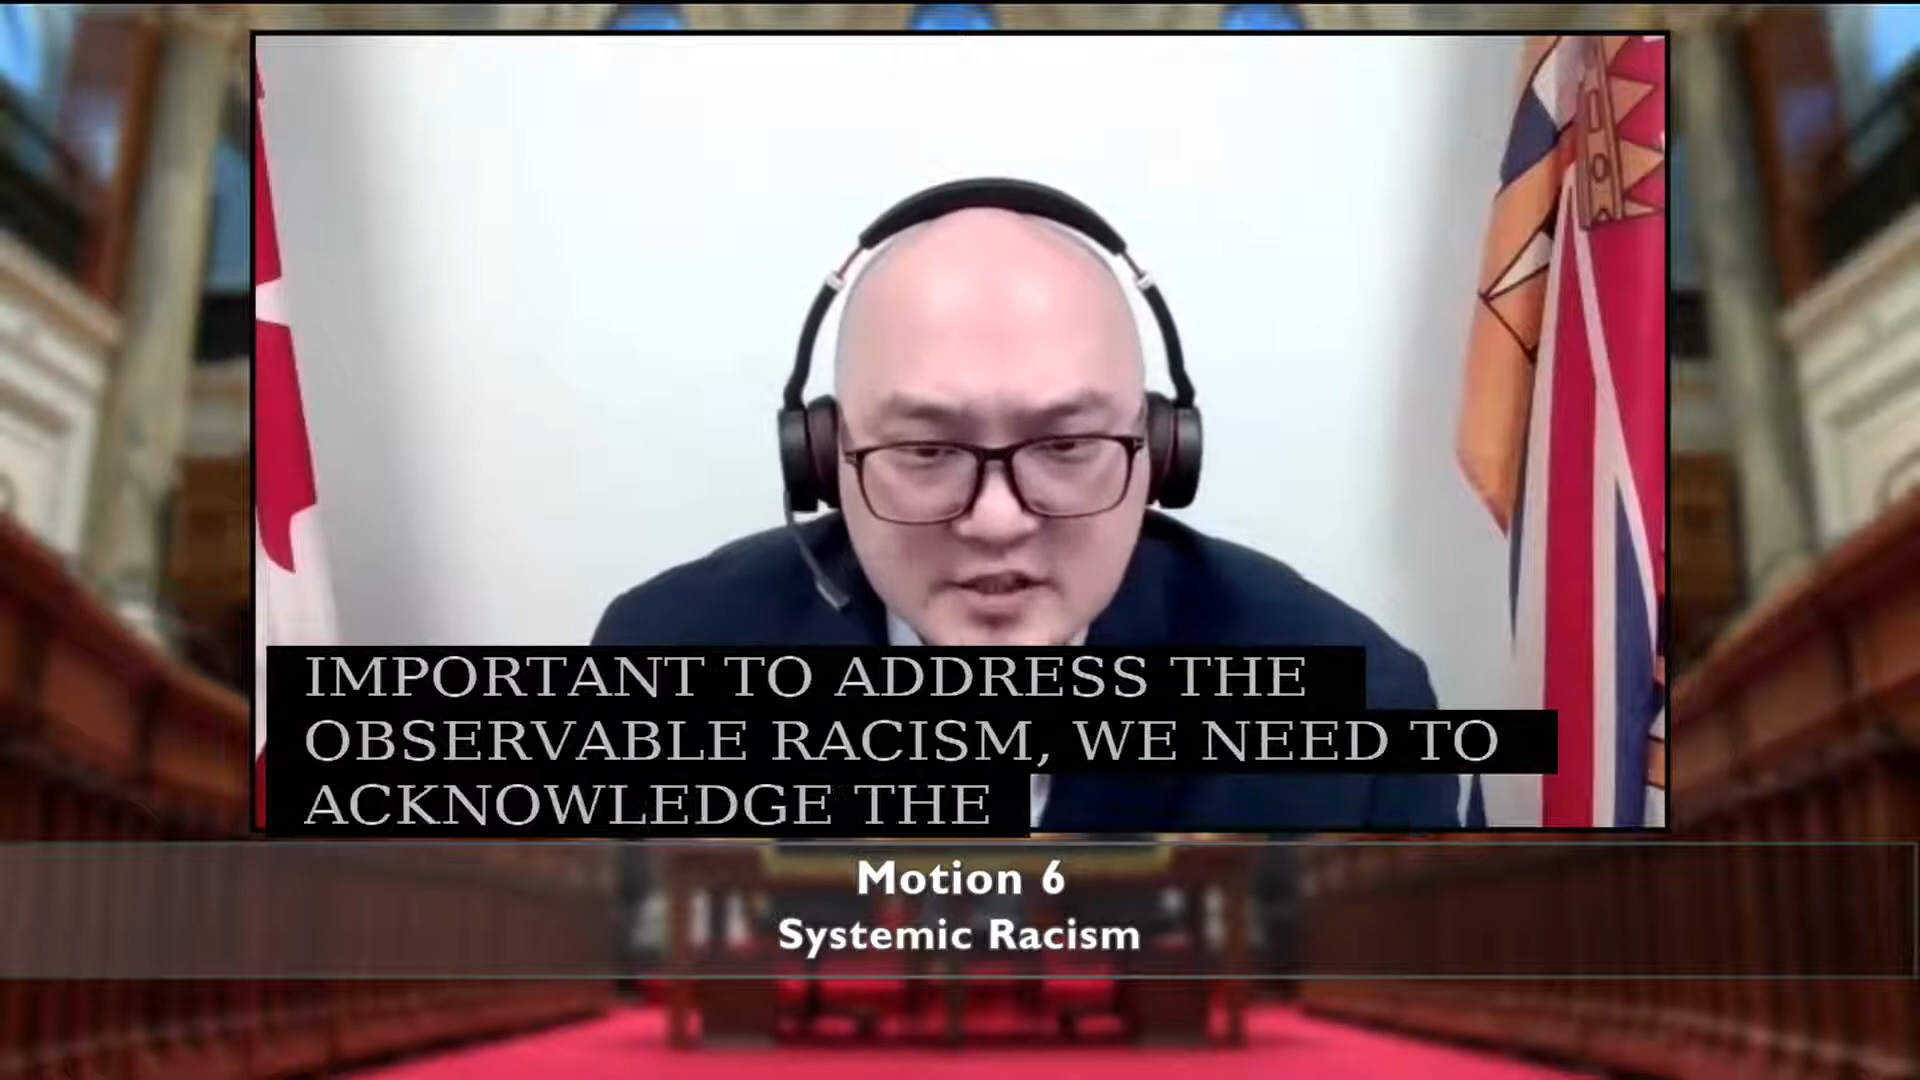 IMPORTANT TO ADDRESS THE
OBSERVABLE RACISM, WE NEED TO
ACKNOWLEDGE THE
Motion 6
Systemic Racism